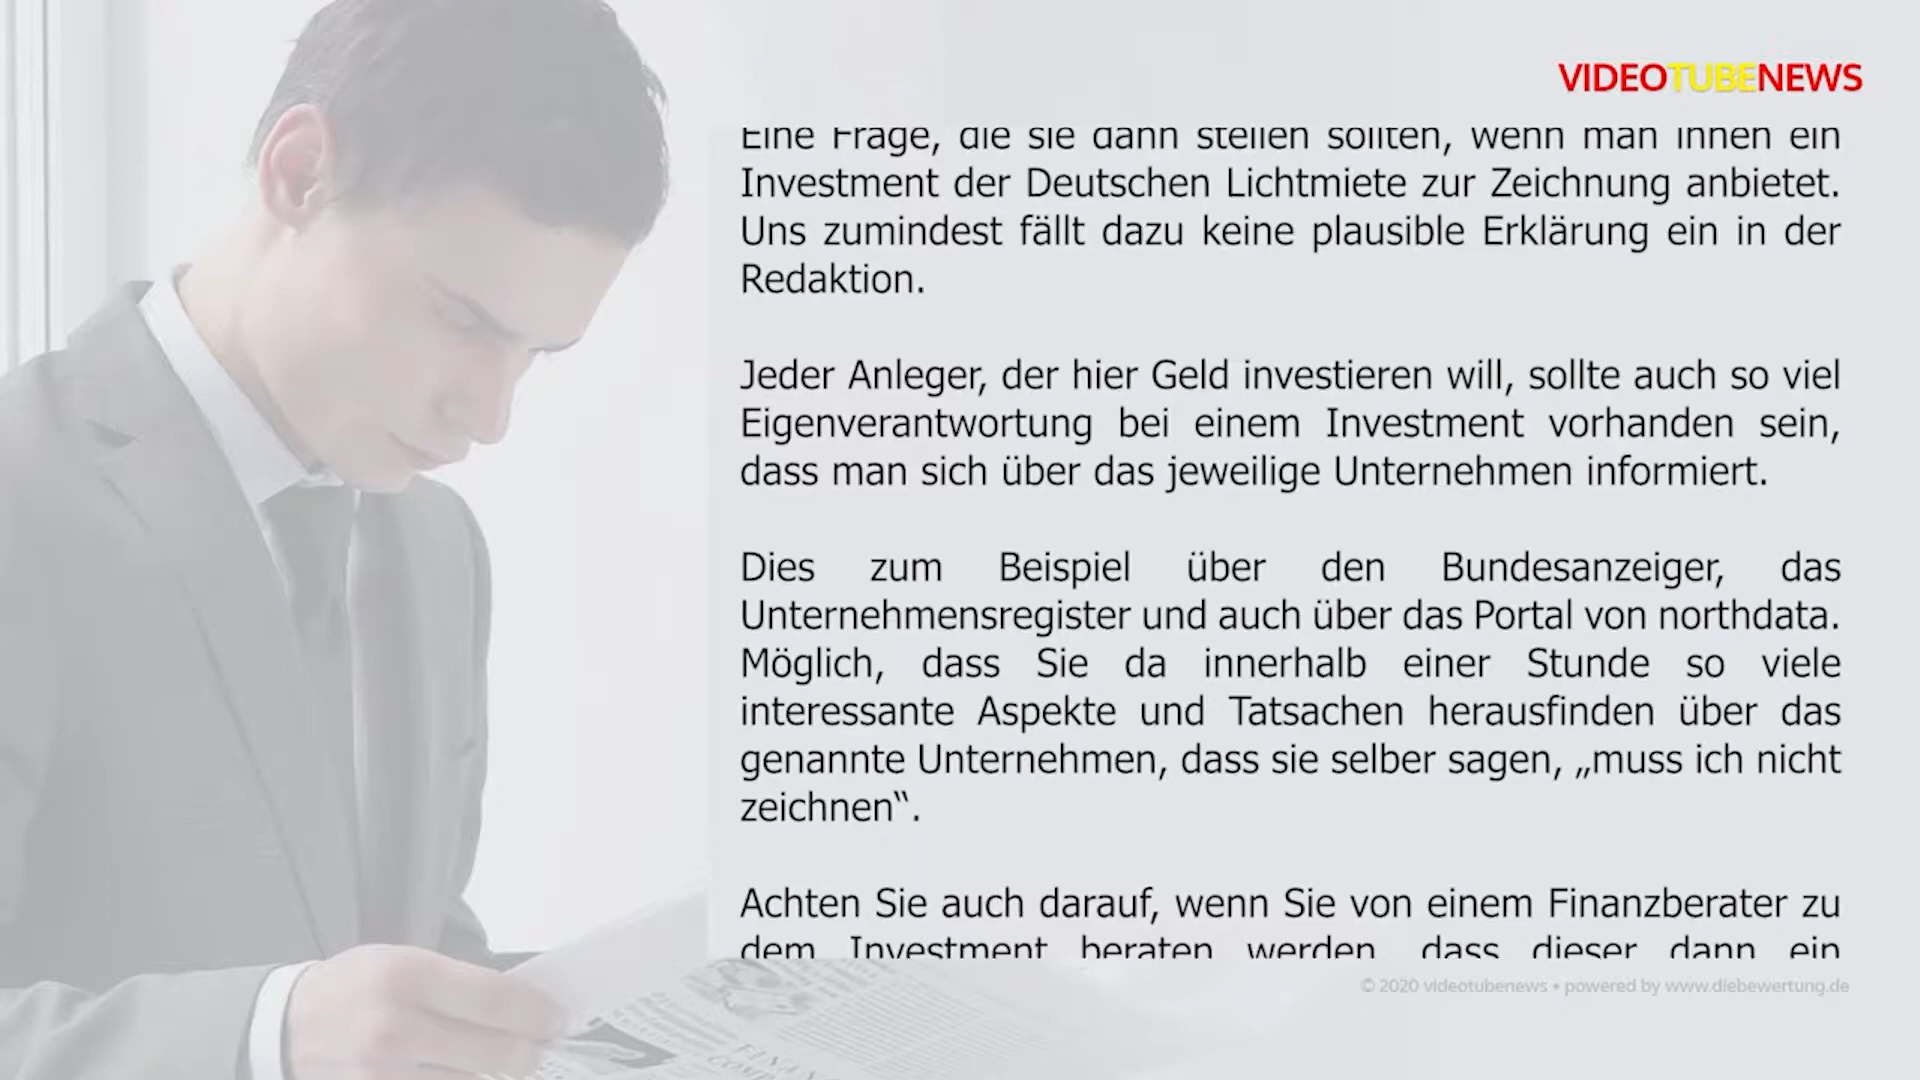 VIDEOTUBENEWS
Eine Frage, die sie dann stellen sollten, wenn man ihnen ein
Investment der Deutschen Lichtmiete zur Zeichnung anbietet.
Uns zumindest fällt dazu keine plausible Erklärung ein in der
Redaktion.
Jeder Anleger, der hier Geld investieren will, sollte auch so viel
Eigenverantwortung bei einem Investment vorhanden sein,
dass man sich über das jeweilige Unternehmen informiert.
Dies zum Beispiel über den Bundesanzeiger, das
Unternehmensregister und auch über das Portal von northdata.
Möglich, dass Sie da innerhalb einer Stunde so viele
interessante Aspekte und Tatsachen herausfinden über das
genannte Unternehmen, dass sie selber sagen, „muss ich nicht
zeichnen“.
Achten Sie auch darauf, wenn Sie von einem Finanzberater zu
dem Investment beraten werden, dass dieser dann ein
© 2020 videotubenews • powered by www.diebewertung.de